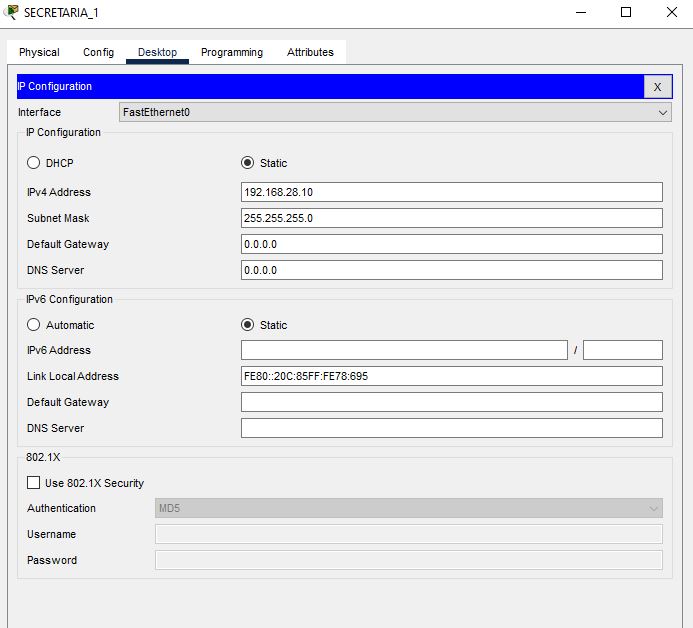 SECRETARIA_1
Physical Config Desktop Programming Attributes
IP Configuration X
Interface FastEthernet0
IP Configuration
DHCP Static
IPv4 Address 192.168.28.10
Subnet Mask 255.255.255.0
Default Gateway 0.0.0.0
DNS Server 0.0.0.0
IPv6 Configuration
Automatic Static
IPv6 Address /
Link Local Address FE80::20C:85FF:FE78:695
Default Gateway
DNS Server
802.1X
Use 802.1X Security
Authentication MD5
Username
Password